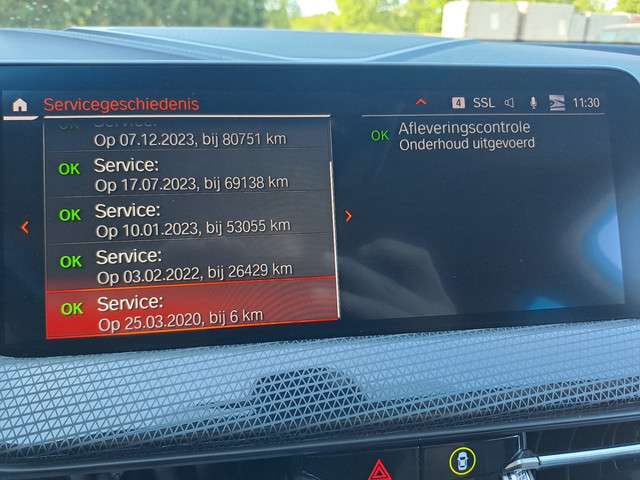 Servicegeschiedenis
4 SSL 11:30
OK Service:
Op 07.12.2023, bij 80751 km
OK Service:
Op 17.07.2023, bij 69138 km
OK Service:
Op 10.01.2023, bij 53055 km
OK Service:
Op 03.02.2022, bij 26429 km
OK Service:
Op 25.03.2020, bij 6 km
OK Afleveringscontrole
Onderhoud uitgevoerd